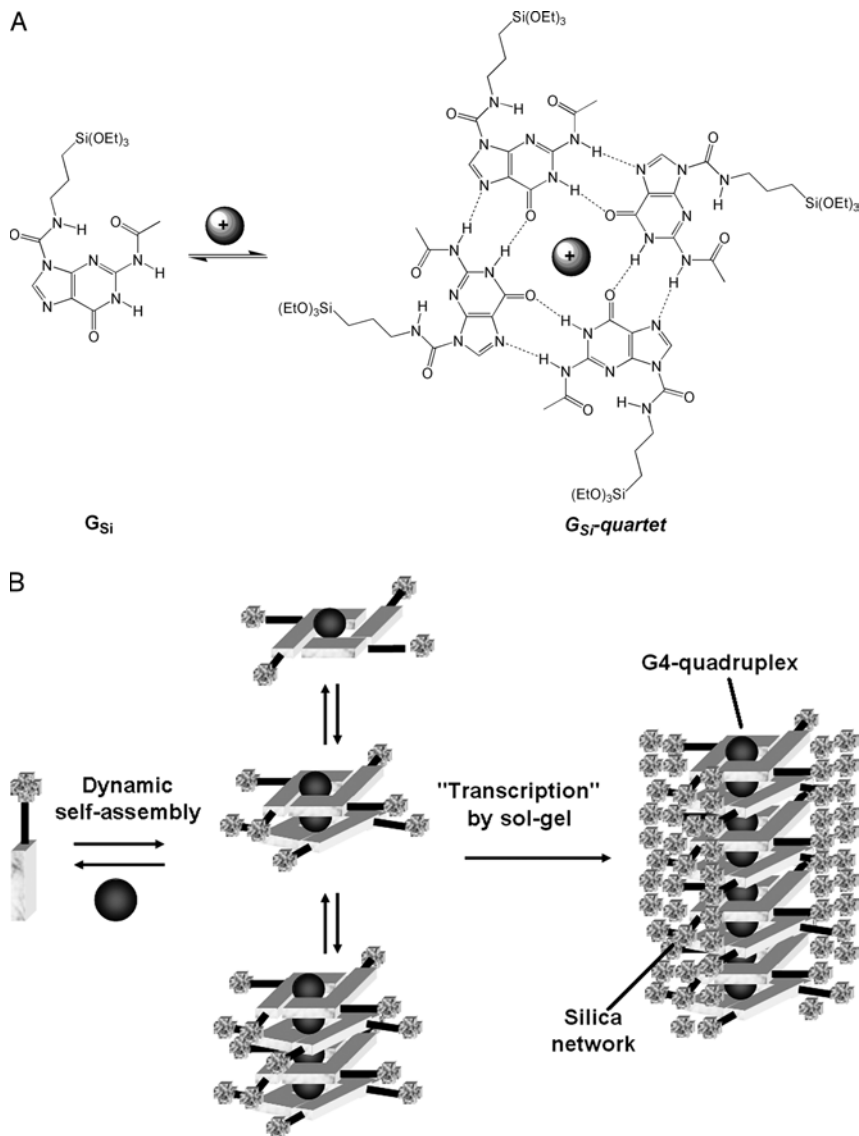 A
Si(OEt)3
O
N
H
N
N
O
N
H
N
N
H
O
+
Si(OEt)3
O
N
H
O
N
N
N
H
N
N
H
O
N
N
O
N
H
Si(OEt)3
O
N
N
H
N
H
O
O
N
H
N
H
N
O
N
N
(EtO)3Si
H
N
O
+
O
H
N
N
H
N
N
N
O
O
H
N
(EtO)3Si
GSi
GSi-quartet
B
Dynamic
self-assembly
"Transcription"
by sol-gel
G4-quadruplex
Silica
network